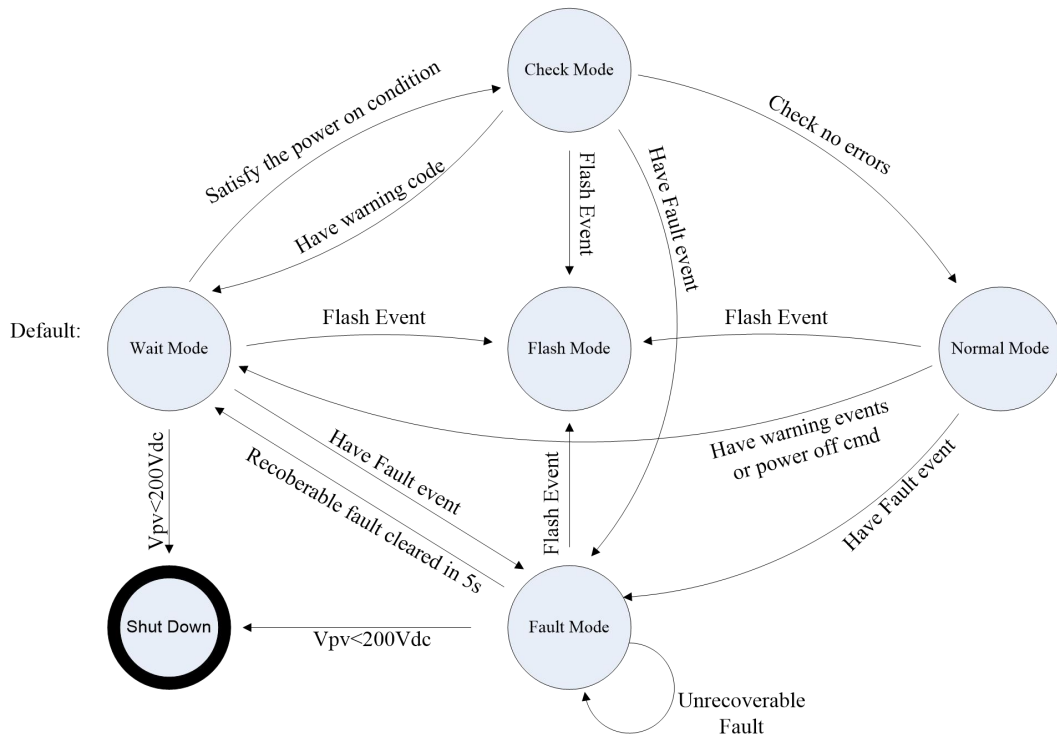 Check Mode
Satisfy the power on condition
Have warning code
Flash Event
Have Fault event
Check no errors
Default:
Wait Mode
Flash Event
Flash Mode
Flash Event
Normal Mode
Have Fault event
Recoberable fault cleared in 5s
Flash Event
Have warning events
or power off cmd
Have Fault event
Vpv<200Vdc
Shut Down
Vpv<200Vdc
Fault Mode
Unrecoverable
Fault